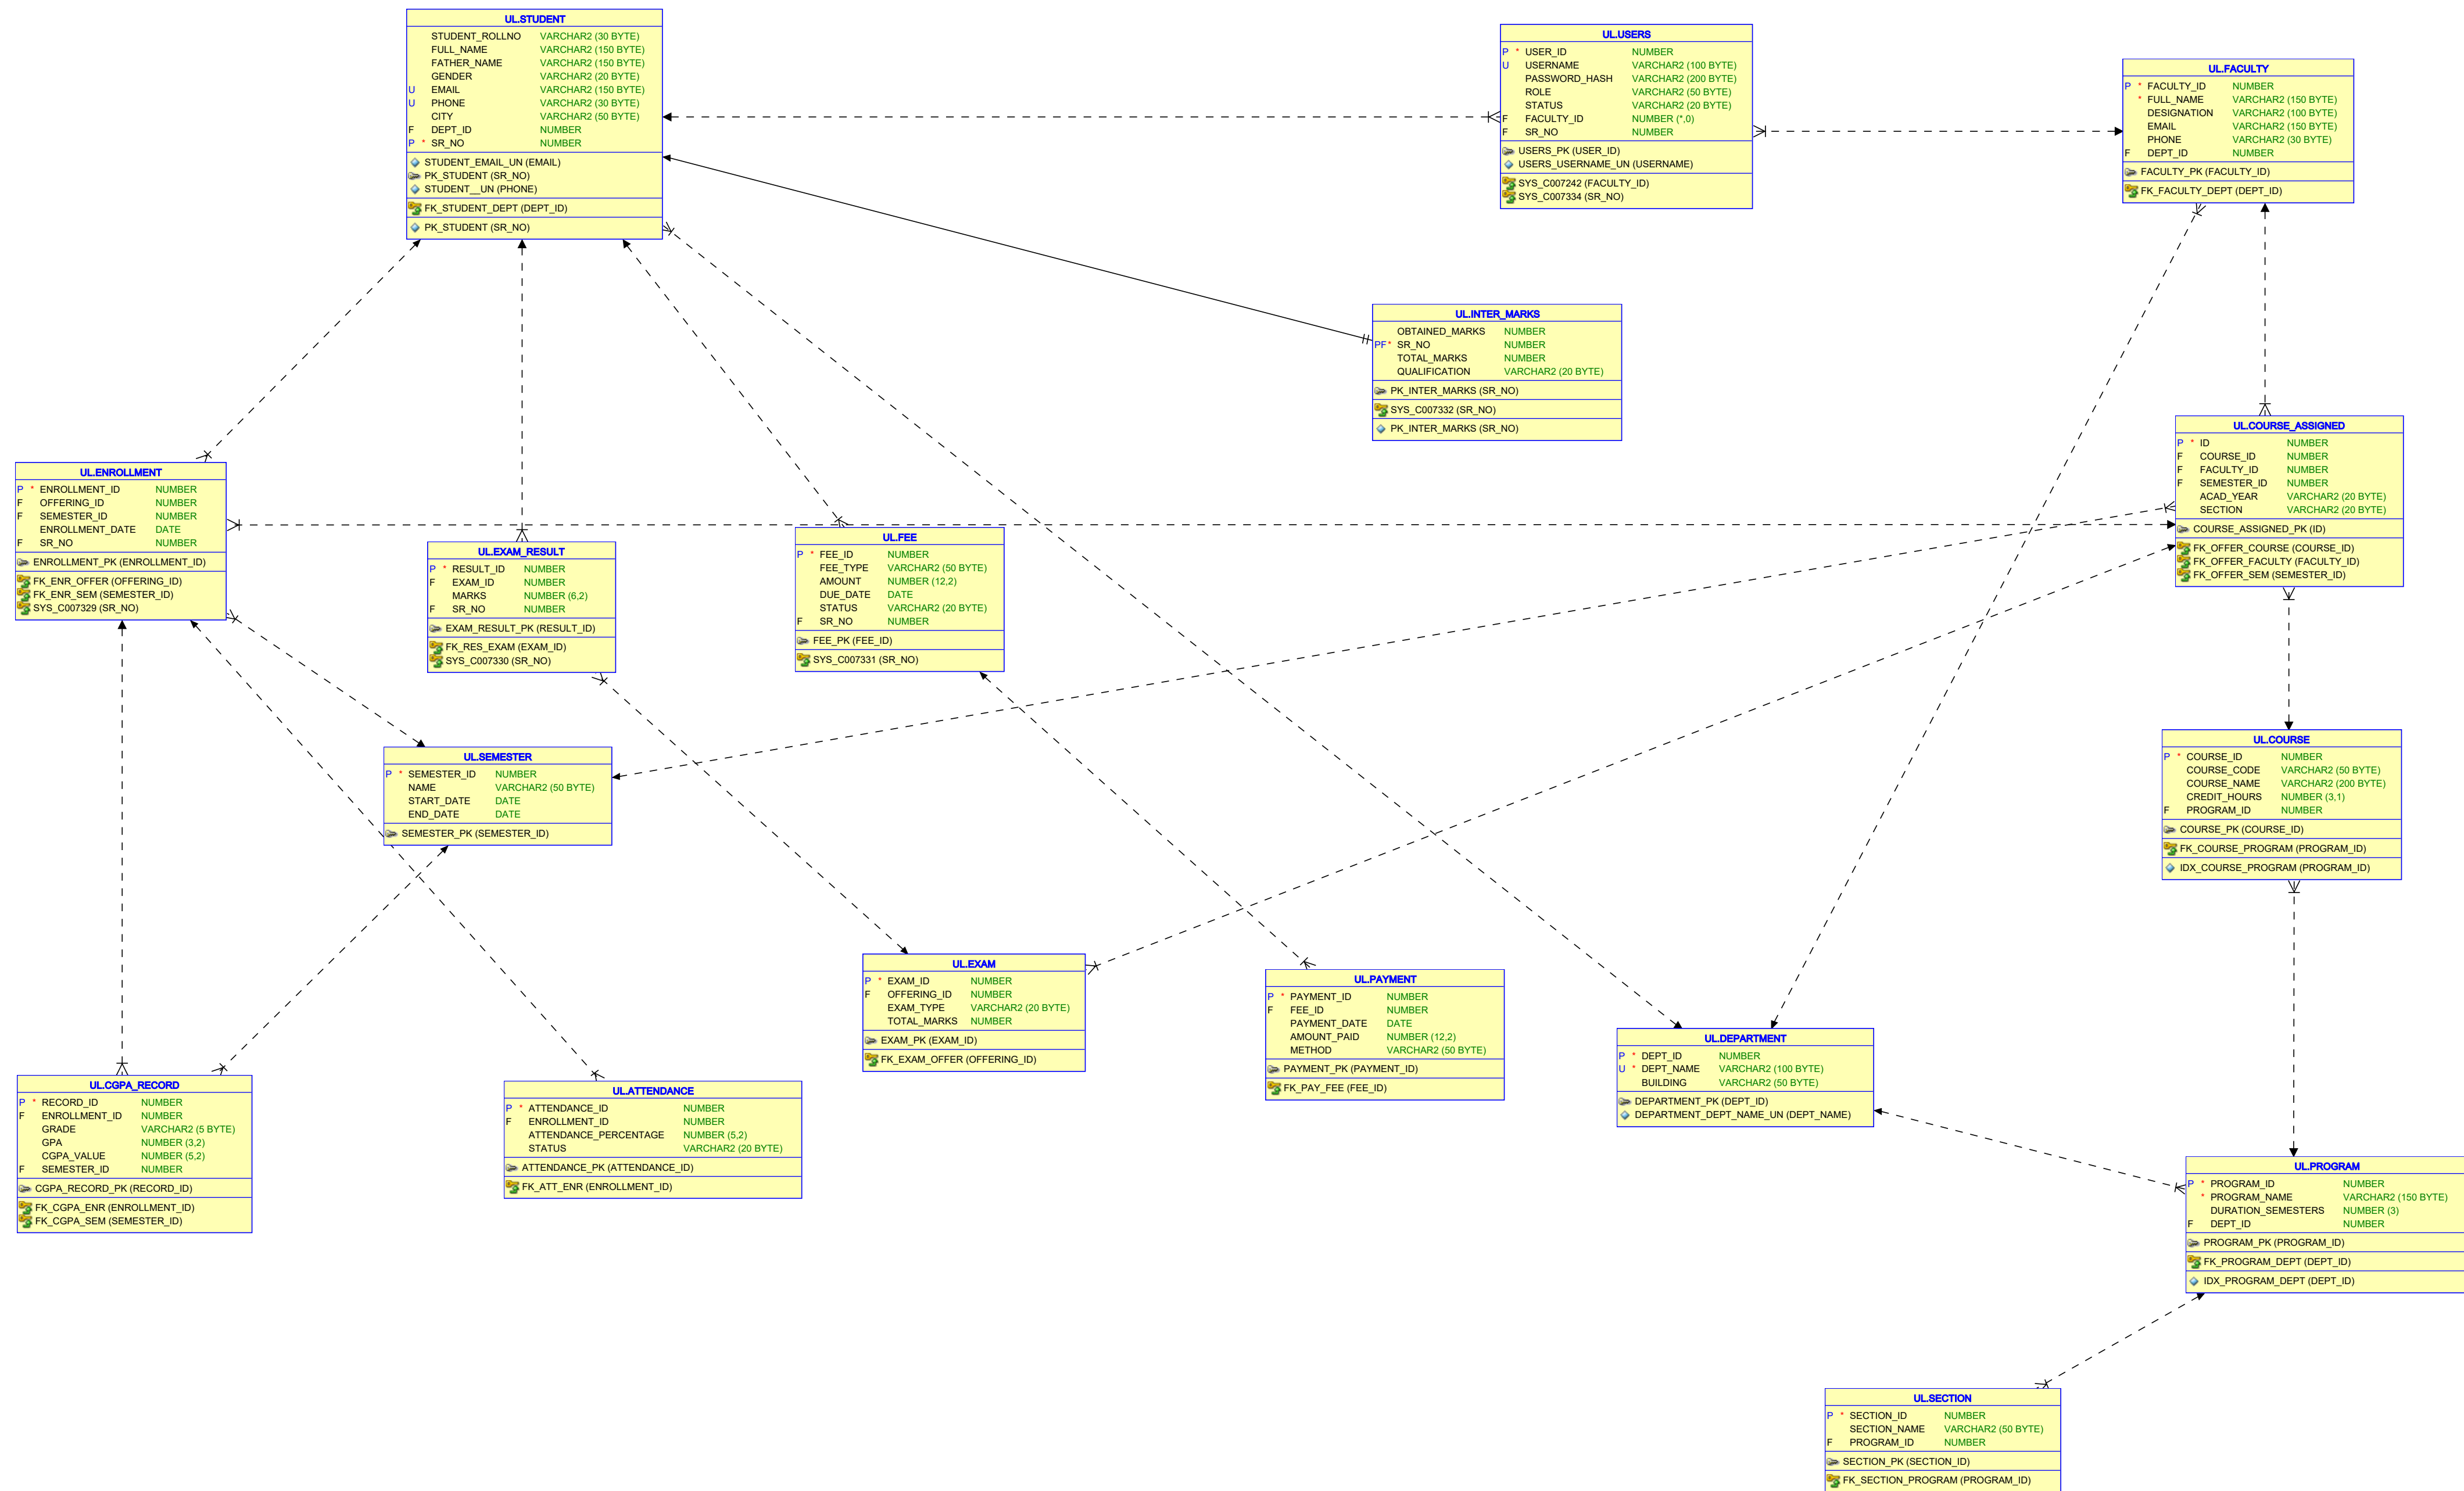 UL.STUDENT
STUDENT_ROLLNO VARCHAR2 (30 BYTE)
FULL_NAME VARCHAR2 (150 BYTE)
FATHER_NAME VARCHAR2 (150 BYTE)
GENDER VARCHAR2 (20 BYTE)
U EMAIL VARCHAR2 (150 BYTE)
U PHONE VARCHAR2 (30 BYTE)
CITY VARCHAR2 (50 BYTE)
F DEPT_ID NUMBER
P * SR_NO NUMBER
STUDENT_EMAIL_UN (EMAIL)
PK_STUDENT (SR_NO)
STUDENT__UN (PHONE)
FK_STUDENT_DEPT (DEPT_ID)
PK_STUDENT (SR_NO)
UL.USERS
P * USER_ID NUMBER
U USERNAME VARCHAR2 (100 BYTE)
PASSWORD_HASH VARCHAR2 (200 BYTE)
ROLE VARCHAR2 (50 BYTE)
STATUS VARCHAR2 (20 BYTE)
F FACULTY_ID NUMBER (*,0)
F SR_NO NUMBER
USERS_PK (USER_ID)
USERS_USERNAME_UN (USERNAME)
SYS_C007242 (FACULTY_ID)
SYS_C007334 (SR_NO)
UL.FACULTY
P * FACULTY_ID NUMBER
* FULL_NAME VARCHAR2 (150 BYTE)
DESIGNATION VARCHAR2 (100 BYTE)
EMAIL VARCHAR2 (150 BYTE)
PHONE VARCHAR2 (30 BYTE)
F DEPT_ID NUMBER
FACULTY_PK (FACULTY_ID)
FK_FACULTY_DEPT (DEPT_ID)
UL.INTER_MARKS
OBTAINED_MARKS NUMBER
PF* SR_NO NUMBER
TOTAL_MARKS NUMBER
QUALIFICATION VARCHAR2 (20 BYTE)
PK_INTER_MARKS (SR_NO)
SYS_C007332 (SR_NO)
PK_INTER_MARKS (SR_NO)
UL.COURSE_ASSIGNED
P * ID NUMBER
F COURSE_ID NUMBER
F FACULTY_ID NUMBER
F SEMESTER_ID NUMBER
ACAD_YEAR VARCHAR2 (20 BYTE)
SECTION VARCHAR2 (20 BYTE)
COURSE_ASSIGNED_PK (ID)
FK_OFFER_COURSE (COURSE_ID)
FK_OFFER_FACULTY (FACULTY_ID)
FK_OFFER_SEM (SEMESTER_ID)
UL.ENROLLMENT
P * ENROLLMENT_ID NUMBER
F OFFERING_ID NUMBER
F SEMESTER_ID NUMBER
ENROLLMENT_DATE DATE
F SR_NO NUMBER
ENROLLMENT_PK (ENROLLMENT_ID)
FK_ENR_OFFER (OFFERING_ID)
FK_ENR_SEM (SEMESTER_ID)
SYS_C007329 (SR_NO)
UL.EXAM_RESULT
P * RESULT_ID NUMBER
F EXAM_ID NUMBER
MARKS NUMBER (6,2)
F SR_NO NUMBER
EXAM_RESULT_PK (RESULT_ID)
FK_RES_EXAM (EXAM_ID)
SYS_C007330 (SR_NO)
UL.FEE
P * FEE_ID NUMBER
FEE_TYPE VARCHAR2 (50 BYTE)
AMOUNT NUMBER (12,2)
DUE_DATE DATE
STATUS VARCHAR2 (20 BYTE)
F SR_NO NUMBER
FEE_PK (FEE_ID)
SYS_C007331 (SR_NO)
UL.SEMESTER
P * SEMESTER_ID NUMBER
NAME VARCHAR2 (50 BYTE)
START_DATE DATE
END_DATE DATE
SEMESTER_PK (SEMESTER_ID)
UL.COURSE
P * COURSE_ID NUMBER
COURSE_CODE VARCHAR2 (50 BYTE)
COURSE_NAME VARCHAR2 (200 BYTE)
CREDIT_HOURS NUMBER (3,1)
F PROGRAM_ID NUMBER
COURSE_PK (COURSE_ID)
FK_COURSE_PROGRAM (PROGRAM_ID)
IDX_COURSE_PROGRAM (PROGRAM_ID)
UL.EXAM
P * EXAM_ID NUMBER
F OFFERING_ID NUMBER
EXAM_TYPE VARCHAR2 (20 BYTE)
TOTAL_MARKS NUMBER
EXAM_PK (EXAM_ID)
FK_EXAM_OFFER (OFFERING_ID)
UL.PAYMENT
P * PAYMENT_ID NUMBER
F FEE_ID NUMBER
PAYMENT_DATE DATE
AMOUNT_PAID NUMBER (12,2)
METHOD VARCHAR2 (50 BYTE)
PAYMENT_PK (PAYMENT_ID)
FK_PAY_FEE (FEE_ID)
UL.DEPARTMENT
P * DEPT_ID NUMBER
U * DEPT_NAME VARCHAR2 (100 BYTE)
BUILDING VARCHAR2 (50 BYTE)
DEPARTMENT_PK (DEPT_ID)
DEPARTMENT_DEPT_NAME_UN (DEPT_NAME)
UL.CGPA_RECORD
P * RECORD_ID NUMBER
F ENROLLMENT_ID NUMBER
GRADE VARCHAR2 (5 BYTE)
GPA NUMBER (3,2)
CGPA_VALUE NUMBER (5,2)
F SEMESTER_ID NUMBER
CGPA_RECORD_PK (RECORD_ID)
FK_CGPA_ENR (ENROLLMENT_ID)
FK_CGPA_SEM (SEMESTER_ID)
UL.ATTENDANCE
P * ATTENDANCE_ID NUMBER
F ENROLLMENT_ID NUMBER
ATTENDANCE_PERCENTAGE NUMBER (5,2)
STATUS VARCHAR2 (20 BYTE)
ATTENDANCE_PK (ATTENDANCE_ID)
FK_ATT_ENR (ENROLLMENT_ID)
UL.PROGRAM
P * PROGRAM_ID NUMBER
* PROGRAM_NAME VARCHAR2 (150 BYTE)
DURATION_SEMESTERS NUMBER (3)
F DEPT_ID NUMBER
PROGRAM_PK (PROGRAM_ID)
FK_PROGRAM_DEPT (DEPT_ID)
IDX_PROGRAM_DEPT (DEPT_ID)
UL.SECTION
P * SECTION_ID NUMBER
SECTION_NAME VARCHAR2 (50 BYTE)
F PROGRAM_ID NUMBER
SECTION_PK (SECTION_ID)
FK_SECTION_PROGRAM (PROGRAM_ID)